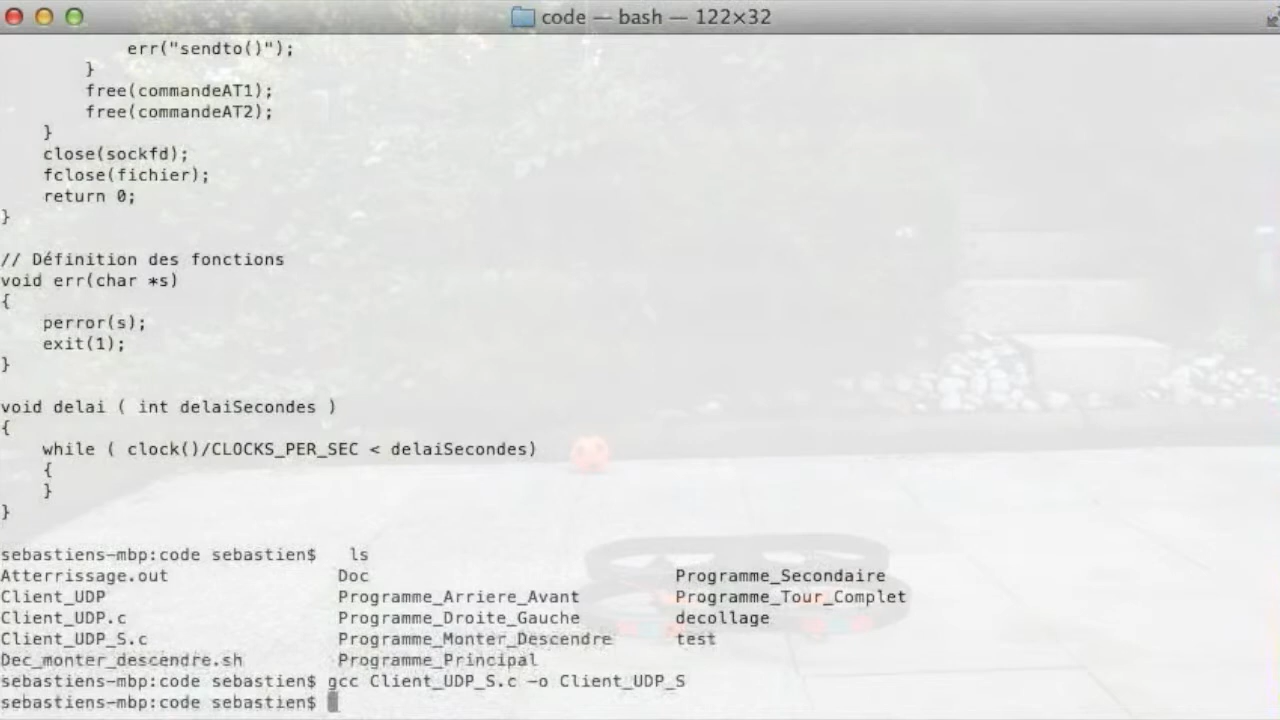 code — bash — 122×32
            err("sendto()");
        }
        free(commandeAT1);
        free(commandeAT2);
    }
    close(sockfd);
    fclose(fichier);
    return 0;
}
// Définition des fonctions
void err(char *s)
{
    perror(s);
    exit(1);
}
void delai ( int delaiSecondes )
{
    while ( clock()/CLOCKS_PER_SEC < delaiSecondes)
    {
    }
}
sebastiens-mbp:code sebastien$   ls
Atterrissage.out                Doc                             Programme_Secondaire
Client_UDP                      Programme_Arriere_Avant         Programme_Tour_Complet
Client_UDP.c                    Programme_Droite_Gauche         decollage
Client_UDP_S.c                  Programme_Monter_Descendre      test
Dec_monter_descendre.sh         Programme_Principal
sebastiens-mbp:code sebastien$ gcc Client_UDP_S.c -o Client_UDP_S
sebastiens-mbp:code sebastien$